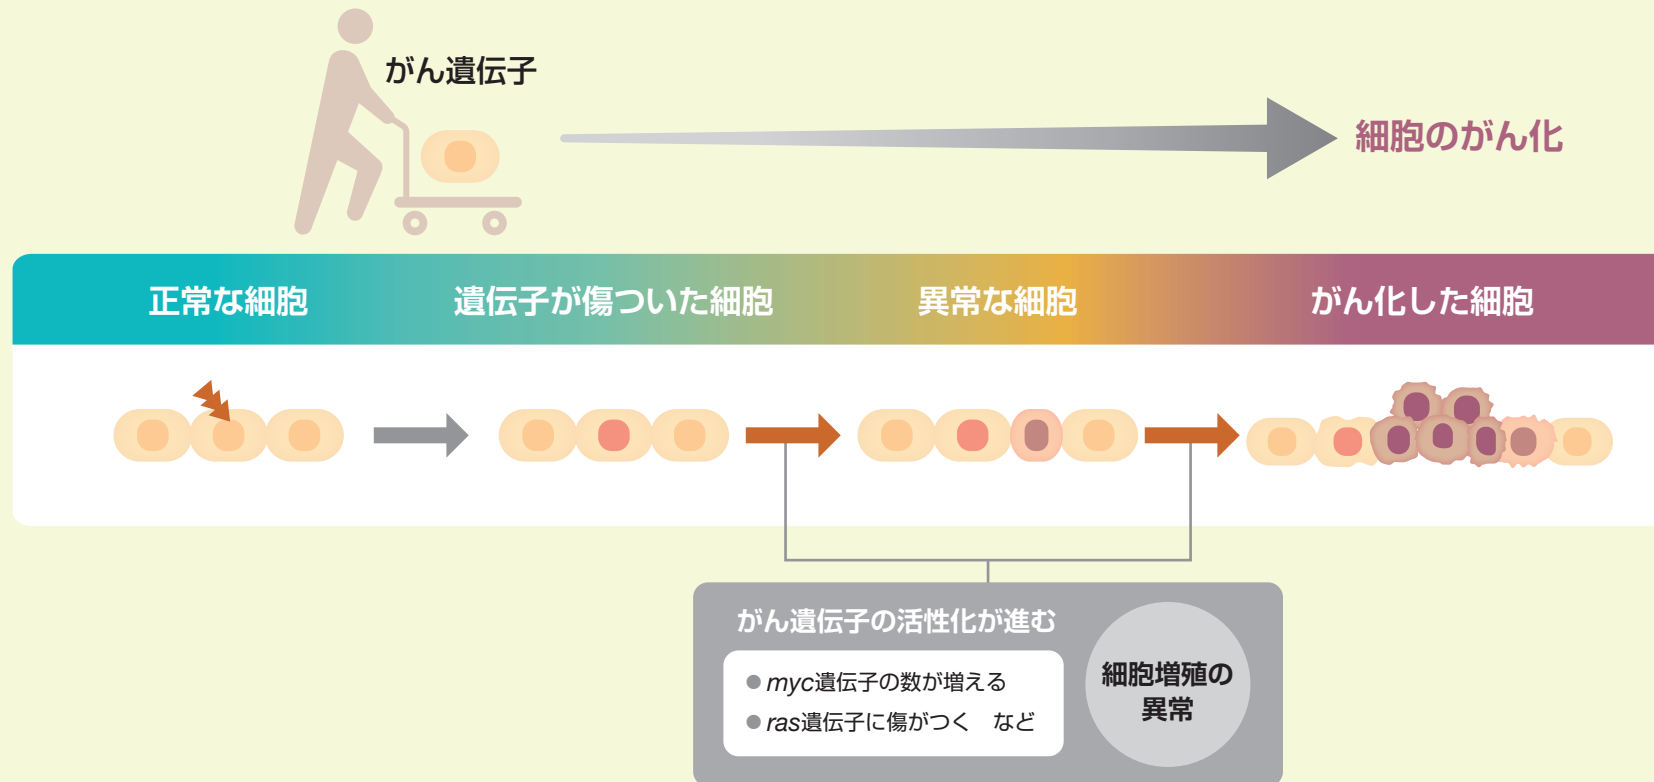 がん遺伝子
細胞のがん化
正常な細胞
遺伝子が傷ついた細胞
異常な細胞
がん化した細胞
がん遺伝子の活性化が進む
●myc遺伝子の数が増える
●ras遺伝子に傷がつく　など
細胞増殖の
異常